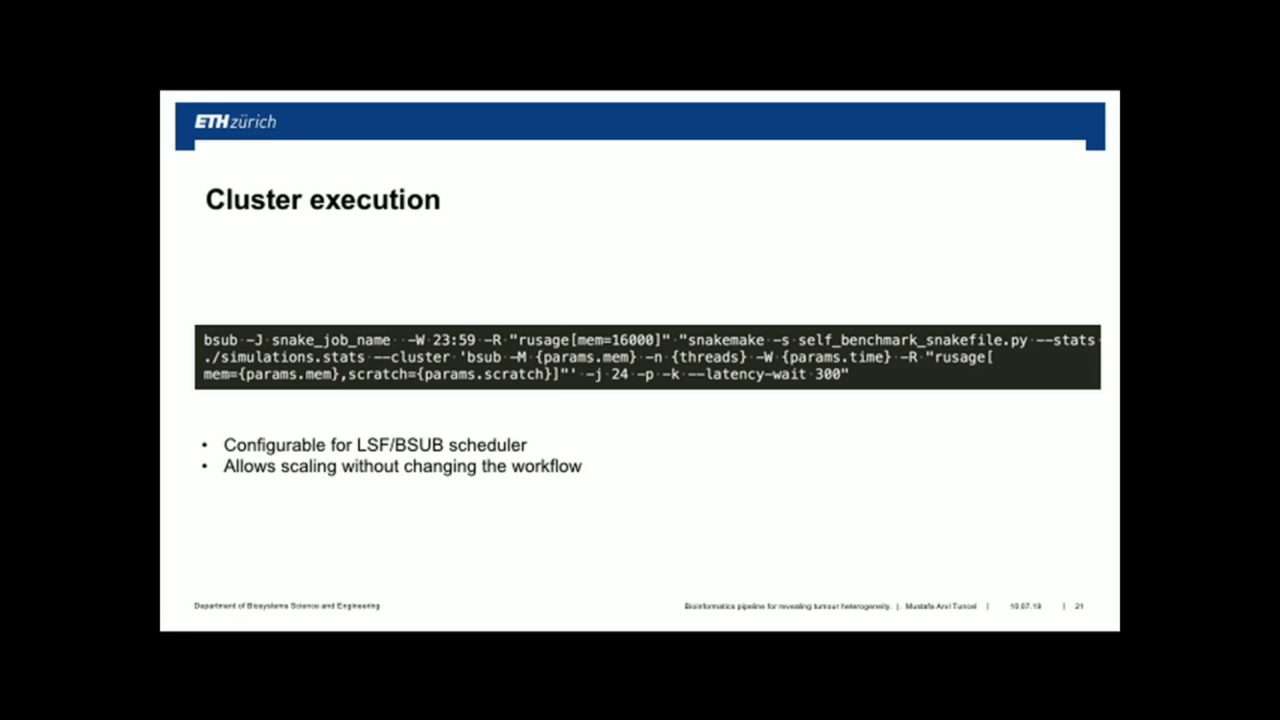 ETH zürich
Cluster execution
bsub -J snake_job_name -W 23:59 -R "rusage[mem=16000]" "snakemake -s self_benchmark_snakefile.py --stats
./simulations.stats --cluster 'bsub -M {params.mem} -n {threads} -W {params.time} -R "rusage[
mem={params.mem},scratch={params.scratch}]"' -j 24 -p -k --latency-wait 300"
• Configurable for LSF/BSUB scheduler
• Allows scaling without changing the workflow
Department of Biosystems Science and Engineering
Bioinformatics pipeline for revealing tumour heterogeneity. | Mustafa Anıl Tuncel | 10.07.19 | 21